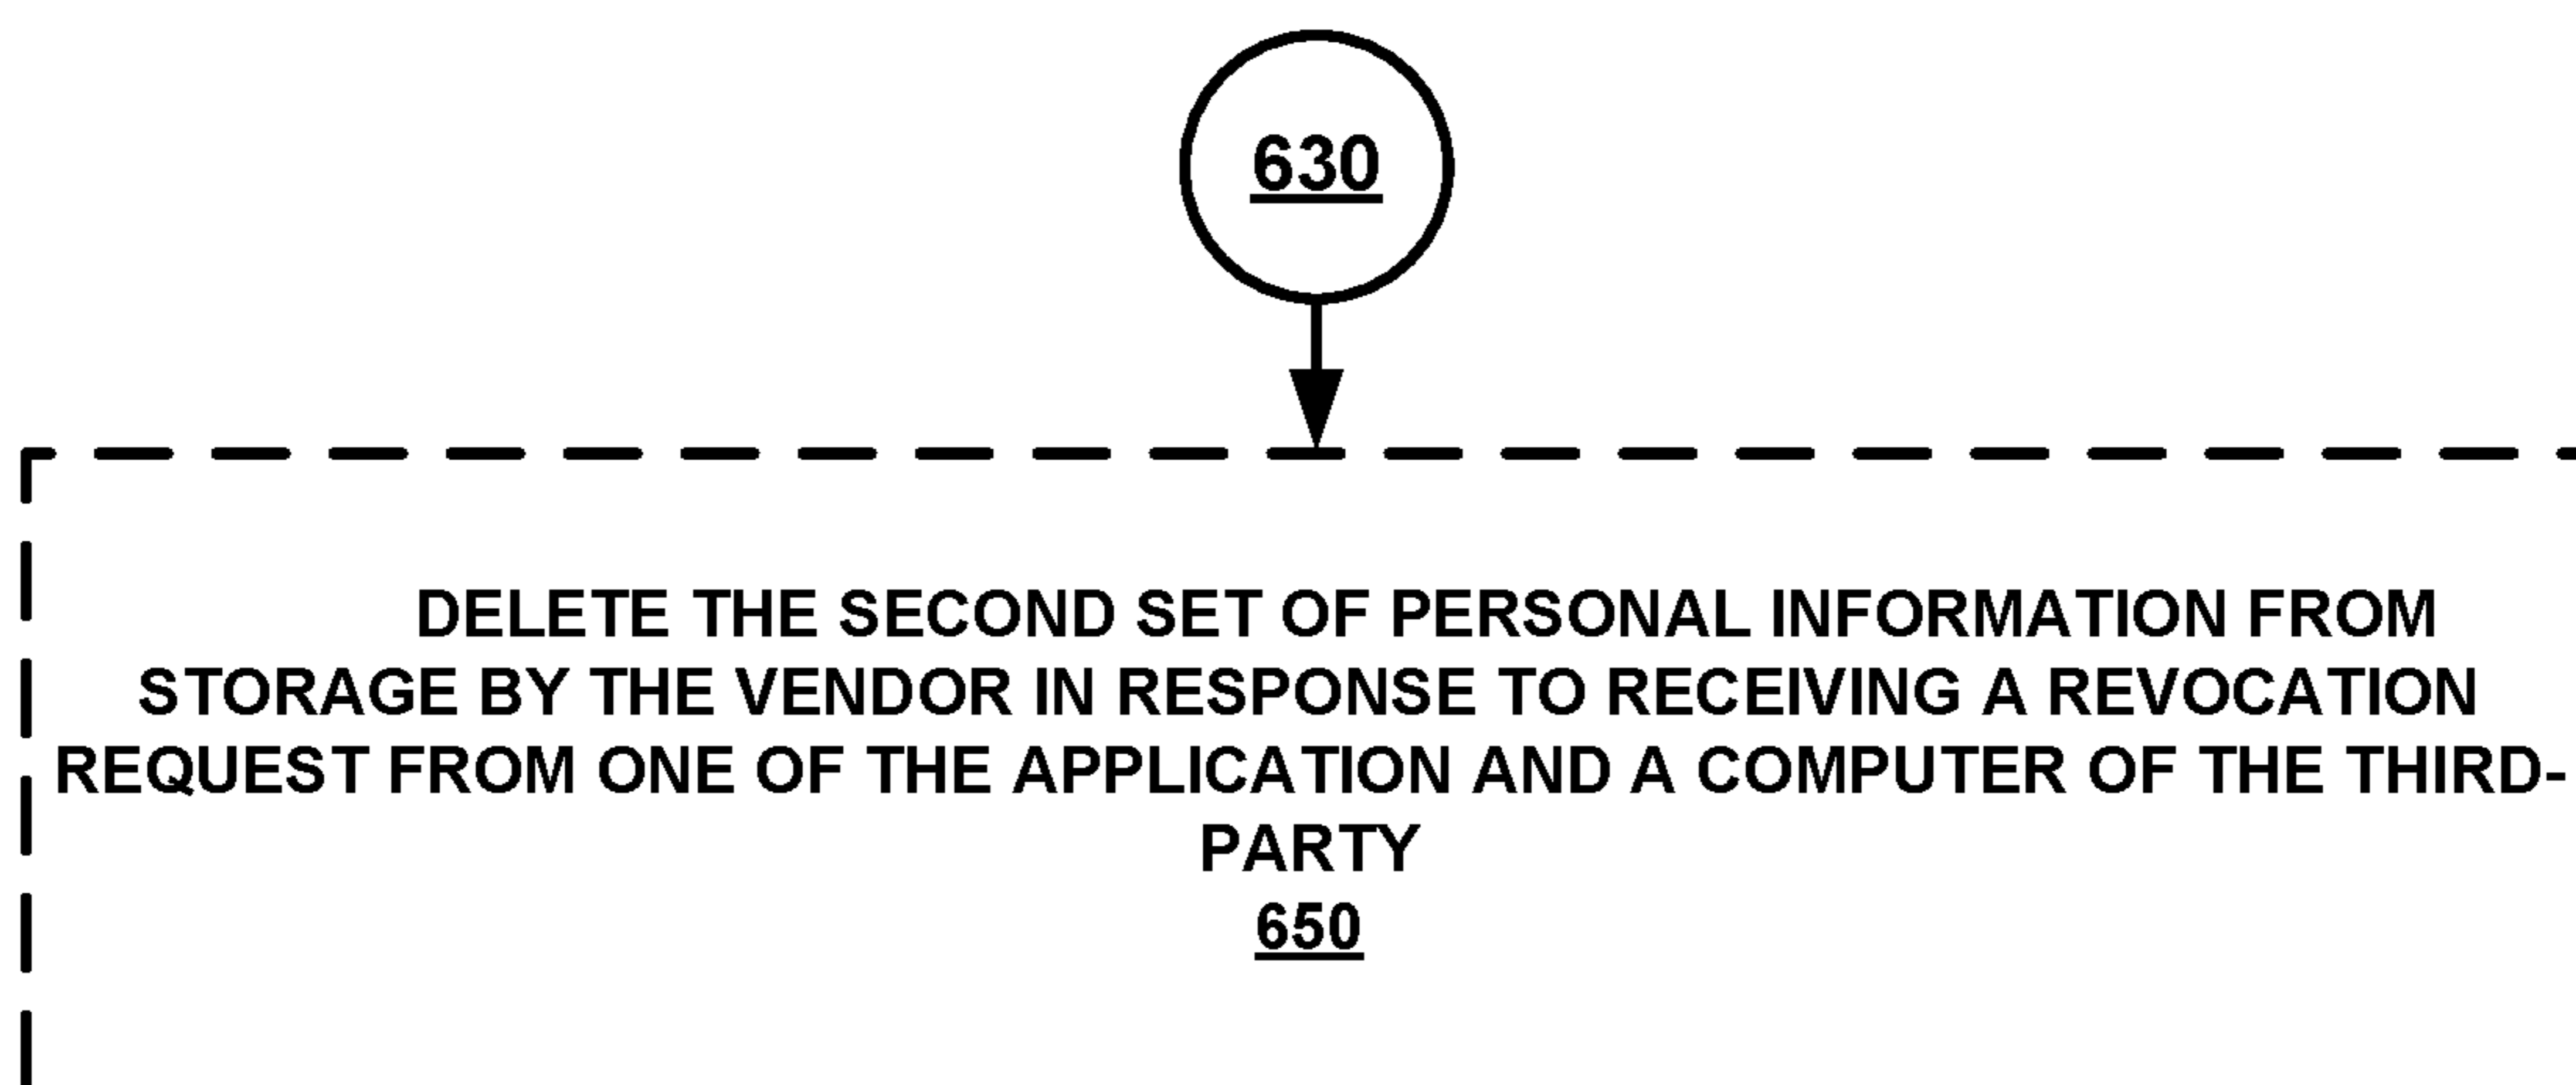 630
DELETE THE SECOND SET OF PERSONAL INFORMATION FROM
STORAGE BY THE VENDOR IN RESPONSE TO RECEIVING A REVOCATION
REQUEST FROM ONE OF THE APPLICATION AND A COMPUTER OF THE THIRD-
PARTY
650